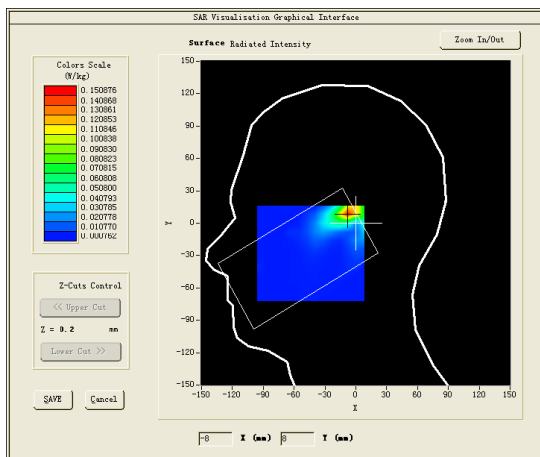 SAR Visualisation Graphical Interface
Surface Radiated Intensity
Zoom In/Out
Colors Scale
(W/kg)
0.150876
0.140868
0.130861
0.120853
0.110846
0.100838
0.090830
0.080823
0.070815
0.060808
0.050800
0.040793
0.030785
0.020778
0.010770
0.000762
Z-Cuts Control
<< Upper Cut
Z = 0.2 mm
Lower Cut >>
SAVE
Cancel
150
120
90
60
30
0
-30
-60
-90
-120
-150
Y
-150 -120 -90 -60 -30 0 30 60 90 120 150
X
-8 X (mm) 8 Y (mm)